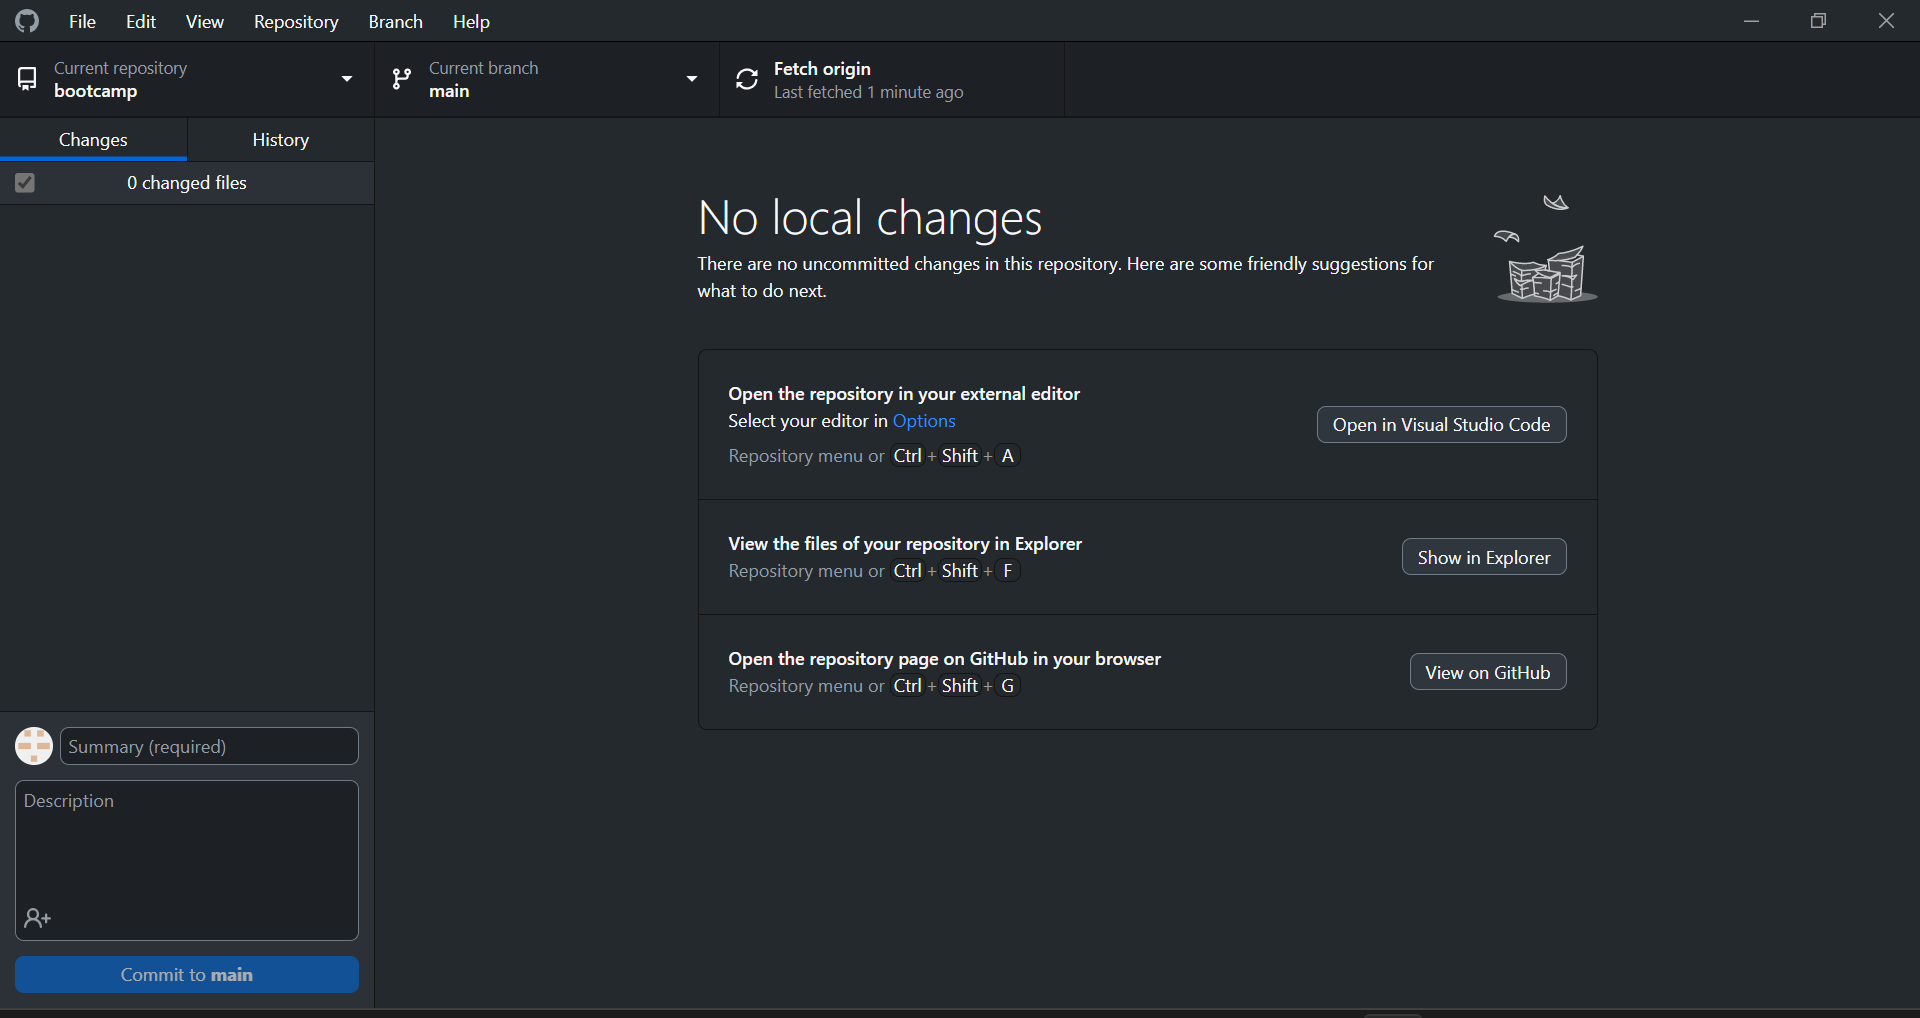 File Edit View Repository Branch Help
Current repository
bootcamp
Current branch
main
Fetch origin
Last fetched 1 minute ago
Changes
History
0 changed files
No local changes
There are no uncommitted changes in this repository. Here are some friendly suggestions for
what to do next.
Open the repository in your external editor
Select your editor in Options
Repository menu or Ctrl + Shift + A
Open in Visual Studio Code
View the files of your repository in Explorer
Repository menu or Ctrl + Shift + F
Show in Explorer
Open the repository page on GitHub in your browser
Repository menu or Ctrl + Shift + G
View on GitHub
Summary (required)
Description
Commit to main